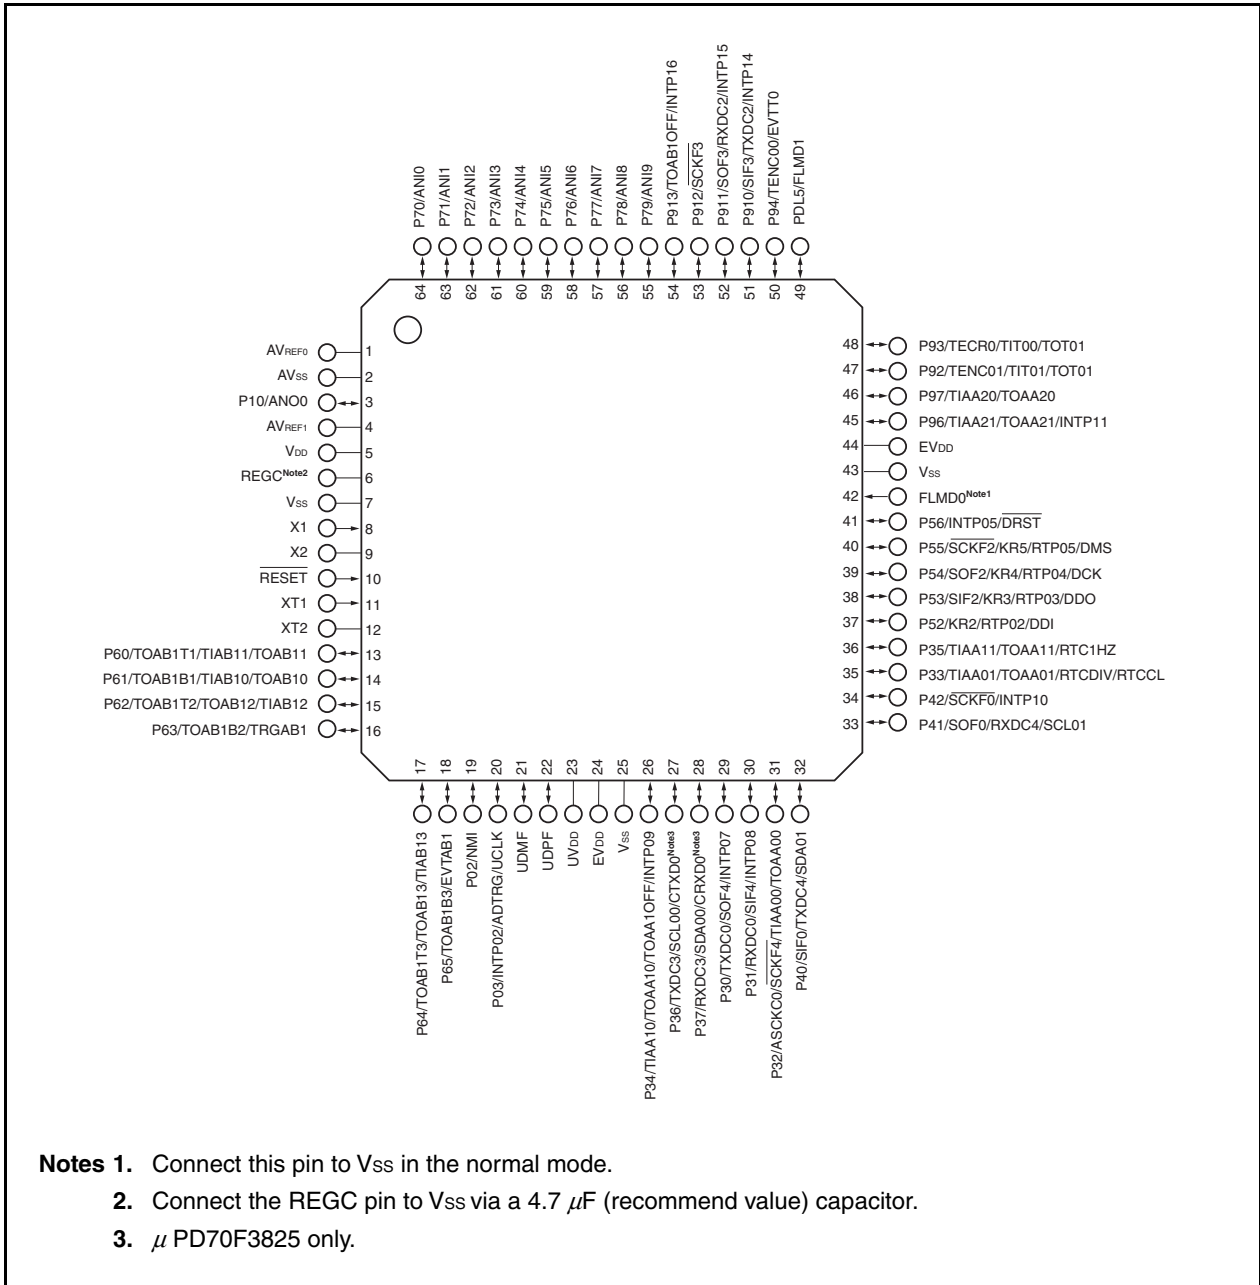 P70/ANI0
P71/ANI1
P72/ANI2
P73/ANI3
P74/ANI4
P75/ANI5
P76/ANI6
P77/ANI7
P78/ANI8
P79/ANI9
P913/TOAB1OFF/INTP16
P912/SCKF3
P911/SOF3/RXDC2/INTP15
P910/SIF3/TXDC2/INTP14
P94/TENC00/EVTT0
PDL5/FLMD1
64 63 62 61 60 59 58 57 56 55 54 53 52 51 50 49
AVREF0 1
AVSS 2
P10/ANO0 3
AVREF1 4
VDD 5
REGC Note2 6
VSS 7
X1 8
X2 9
RESET 10
XT1 11
XT2 12
P60/TOAB1T1/TIAB11/TOAB11 13
P61/TOAB1B1/TIAB10/TOAB10 14
P62/TOAB1T2/TOAB12/TIAB12 15
P63/TOAB1B2/TRGAB1 16
48 P93/TECR0/TIT00/TOT01
47 P92/TENC01/TIT01/TOT01
46 P97/TIAA20/TOAA20
45 P96/TIAA21/TOAA21/INTP11
44 EVDD
43 VSS
42 FLMD0 Note1
41 P56/INTP05/DRST
40 P55/SCKF2/KR5/RTP05/DMS
39 P54/SOF2/KR4/RTP04/DCK
38 P53/SIF2/KR3/RTP03/DDO
37 P52/KR2/RTP02/DDI
36 P35/TIAA11/TOAA11/RTC1HZ
35 P33/TIAA01/TOAA01/RTCDIV/RTCCL
34 P42/SCKF0/INTP10
33 P41/SOF0/RXDC4/SCL01
17 18 19 20 21 22 23 24 25 26 27 28 29 30 31 32
P64/TOAB1T3/TOAB13/TIAB13
P65/TOAB1B3/EVTAB1
P02/NMI
P03/INTP02/ADTRG/UCLK
UDMF
UDPF
UVDD
EVDD
VSS
P34/TIAA10/TOAA10/TOAA1OFF/INTP09
P36/TXDC3/SCL00/CTXD0 Note3
P37/RXDC3/SDA00/CRXD0 Note3
P30/TXDC0/SOF4/INTP07
P31/RXDC0/SIF4/INTP08
P32/ASCKC0/SCKF4/TIAA00/TOAA00
P40/SIF0/TXDC4/SDA01
Notes 1. Connect this pin to VSS in the normal mode.
2. Connect the REGC pin to VSS via a 4.7 μF (recommend value) capacitor.
3. μ PD70F3825 only.